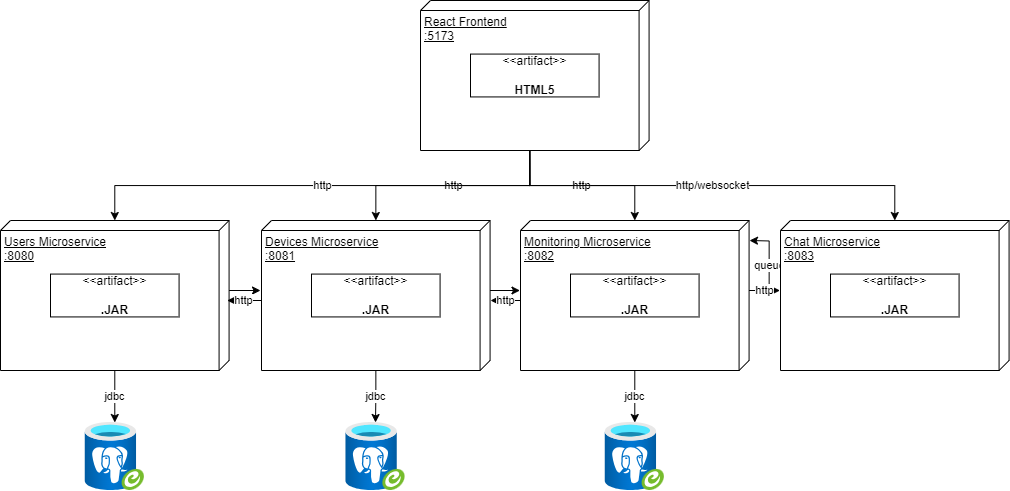 React Frontend
:5173
<<artifact>>
HTML5
http
http
http
http/websocket
Users Microservice
:8080
<<artifact>>
.JAR
Devices Microservice
:8081
<<artifact>>
.JAR
Monitoring Microservice
:8082
<<artifact>>
.JAR
Chat Microservice
:8083
<<artifact>>
.JAR
http
http
queue
http
jdbc
jdbc
jdbc